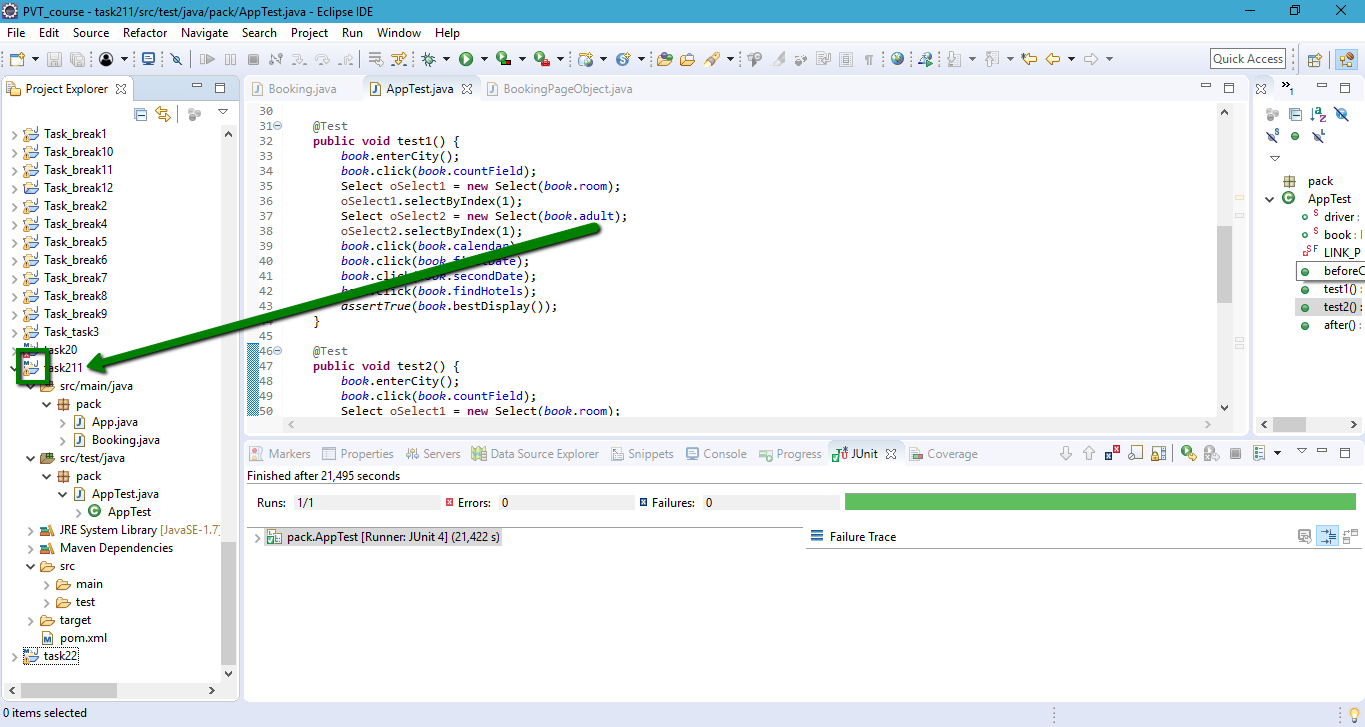 PVT_course - task211/src/test/java/pack/AppTest.java - Eclipse IDE
File Edit Source Refactor Navigate Search Project Run Window Help
Quick Access
Project Explorer
Task_break1
Task_break10
Task_break11
Task_break12
Task_break2
Task_break4
Task_break5
Task_break6
Task_break7
Task_break8
Task_break9
Task_task3
task20
task211
src/main/java
pack
App.java
Booking.java
src/test/java
pack
AppTest.java
AppTest
JRE System Library [JavaSE-1.7]
Maven Dependencies
src
main
test
target
pom.xml
task22
Booking.java AppTest.java BookingPageObject.java
30
31 @Test
32 public void test1() {
33 book.enterCity();
34 book.click(book.countField);
35 Select oSelect1 = new Select(book.room);
36 oSelect1.selectByIndex(1);
37 Select oSelect2 = new Select(book.adult);
38 oSelect2.selectByIndex(1);
39 book.click(book.calendar)
40 book.click(book.firstDate);
41 book.click(book.secondDate);
42 book.click(book.findHotels);
43 assertTrue(book.bestDisplay());
44 }
45
46 @Test
47 public void test2() {
48 book.enterCity();
49 book.click(book.countField);
50 Select oSelect1 = new Select(book.room);
1
pack
AppTest
driver :
book :
LINK_P
beforeC
test1() :
test2() :
after() :
Markers Properties Servers Data Source Explorer Snippets Console Progress JUnit Coverage
Finished after 21,495 seconds
Runs: 1/1 Errors: 0 Failures: 0
pack.AppTest [Runner: JUnit 4] (21,422 s)
Failure Trace
0 items selected